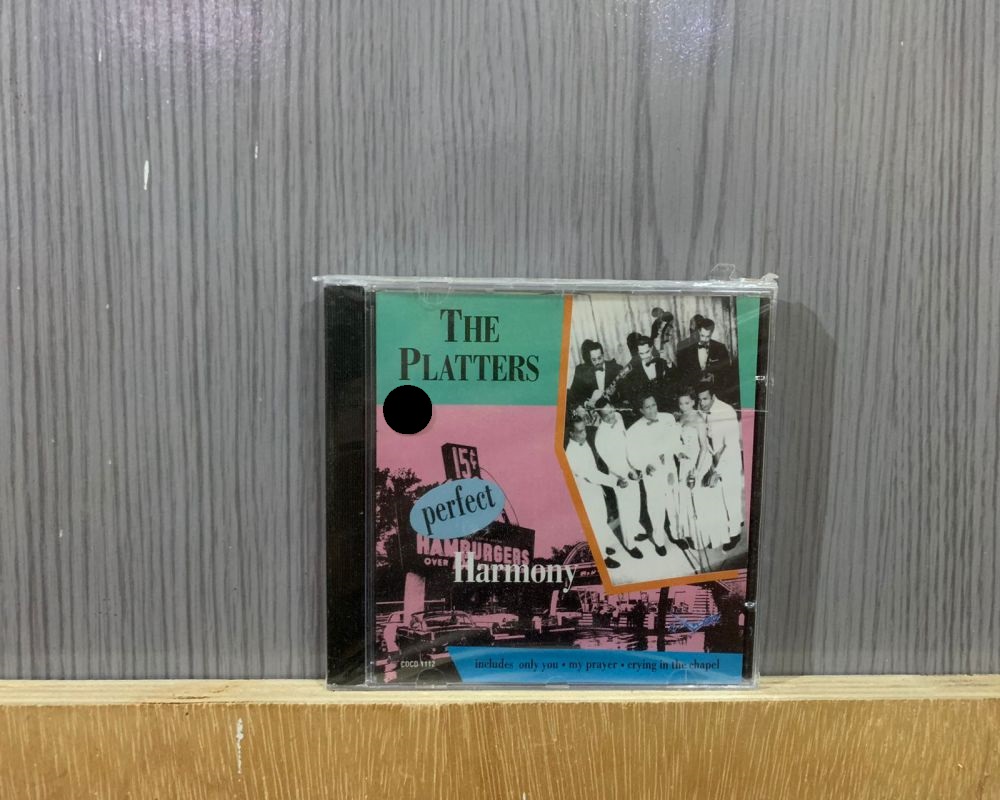 THE
PLATTERS
15¢
perfect
HAMBURGERS
OVER
Harmony
COCD 1112
includes only you • my prayer • crying in the chapel